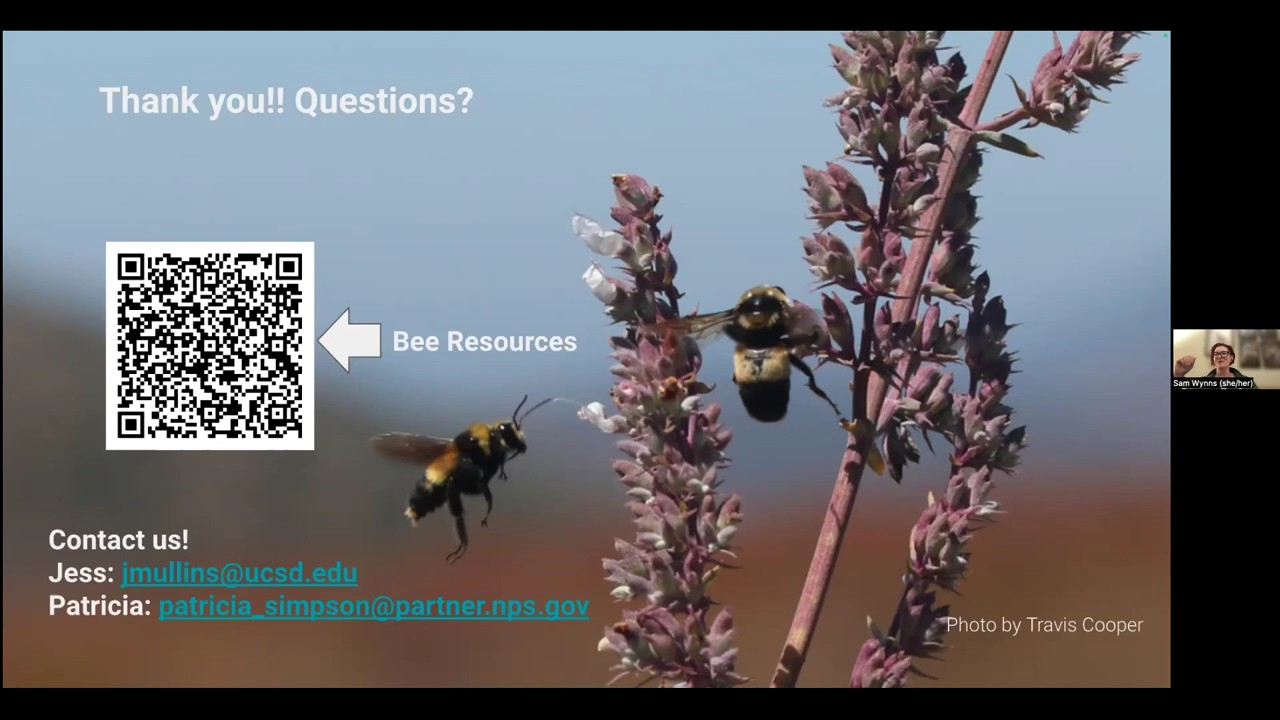 Thank you!! Questions?
Bee Resources
Contact us!
Jess: jmullins@ucsd.edu
Patricia: patricia_simpson@partner.nps.gov
Photo by Travis Cooper
Sam Wynns (she/her)